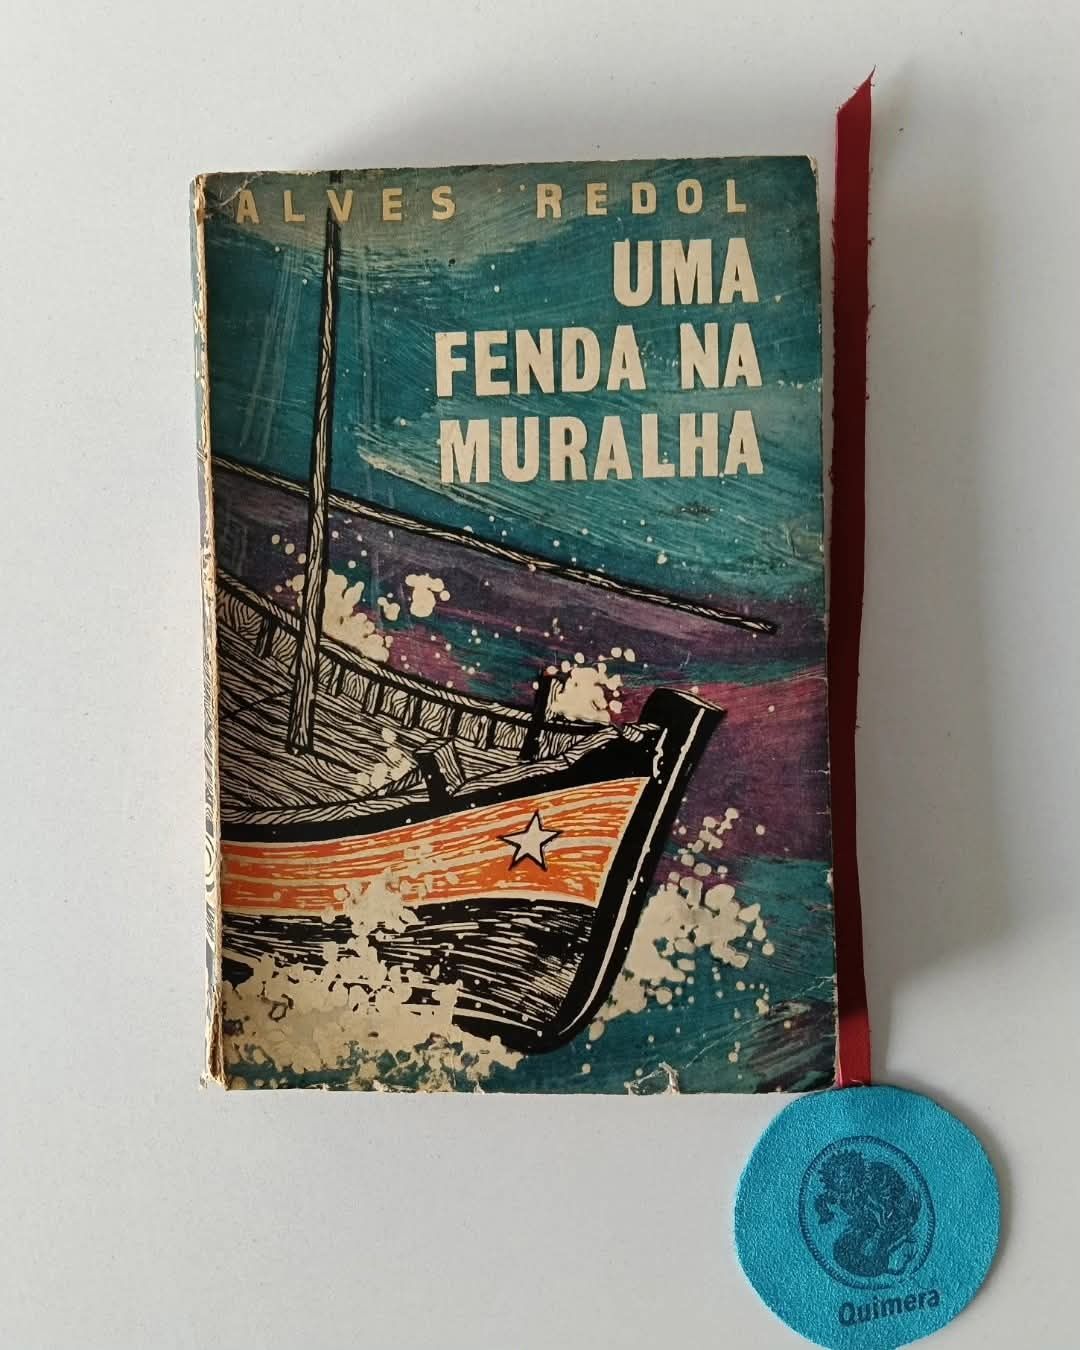 ALVES REDOL
UMA
FENDA NA
MURALHA
Quimera